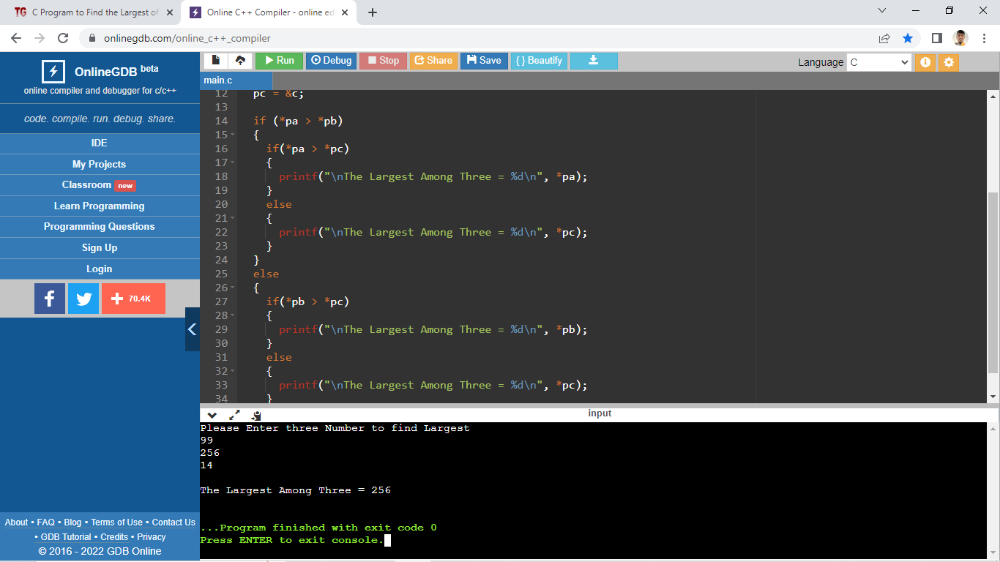 C Program to Find the Largest of
Online C++ Compiler - online ed
onlinegdb.com/online_c++_compiler
OnlineGDB beta
online compiler and debugger for c/c++
code. compile. run. debug. share.
IDE
My Projects
Classroom new
Learn Programming
Programming Questions
Sign Up
Login
70.4K
About • FAQ • Blog • Terms of Use • Contact Us
• GDB Tutorial • Credits • Privacy
© 2016 - 2022 GDB Online
Run Debug Stop Share Save { } Beautify
Language C
main.c
12 pc = &c;
13
14 if (*pa > *pb)
15 {
16 if(*pa > *pc)
17 {
18 printf("\nThe Largest Among Three = %d\n", *pa);
19 }
20 else
21 {
22 printf("\nThe Largest Among Three = %d\n", *pc);
23 }
24 }
25 else
26 {
27 if(*pb > *pc)
28 {
29 printf("\nThe Largest Among Three = %d\n", *pb);
30 }
31 else
32 {
33 printf("\nThe Largest Among Three = %d\n", *pc);
34 }
input
Please Enter three Number to find Largest
99
256
14
The Largest Among Three = 256
...Program finished with exit code 0
Press ENTER to exit console.